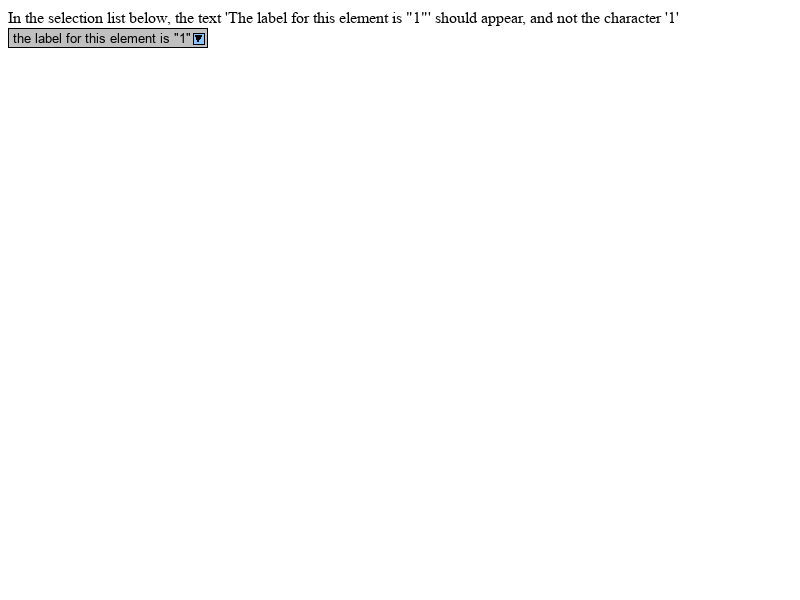 In the selection list below, the text 'The label for this element is "1"' should appear, and not the character '1'
the label for this element is "1"